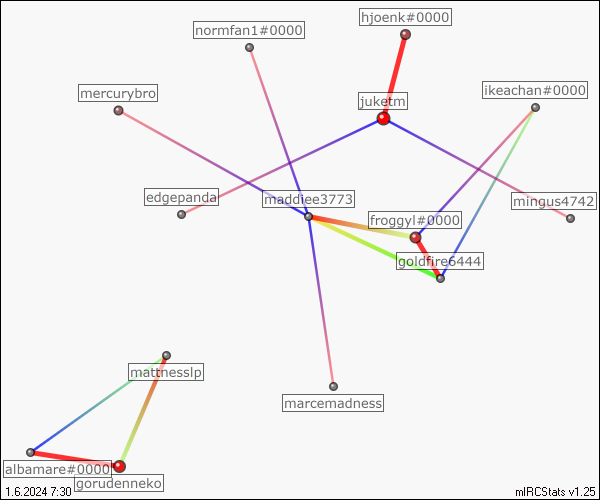 hjoenk#0000
normfan1#0000
mercurybro
juketm
ikeachan#0000
edgepanda
maddiee3773
mingus4742
froggyl#0000
goldfire6444
mattnesslp
marcemadness
albamare#0000
gorudenneko
1.6.2024 7:30
mIRCStats v1.25